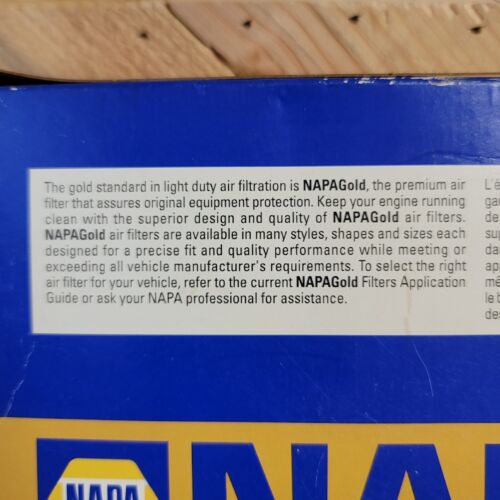 The gold standard in light duty air filtration is NAPAGold, the premium air
filter that assures original equipment protection. Keep your engine running
clean with the superior design and quality of NAPAGold air filters.
NAPAGold air filters are available in many styles, shapes and sizes each
designed for a precise fit and quality performance while meeting or
exceeding all vehicle manufacturer's requirements. To select the right
air filter for your vehicle, refer to the current NAPAGold Filters Application
Guide or ask your NAPA professional for assistance.
NAPA